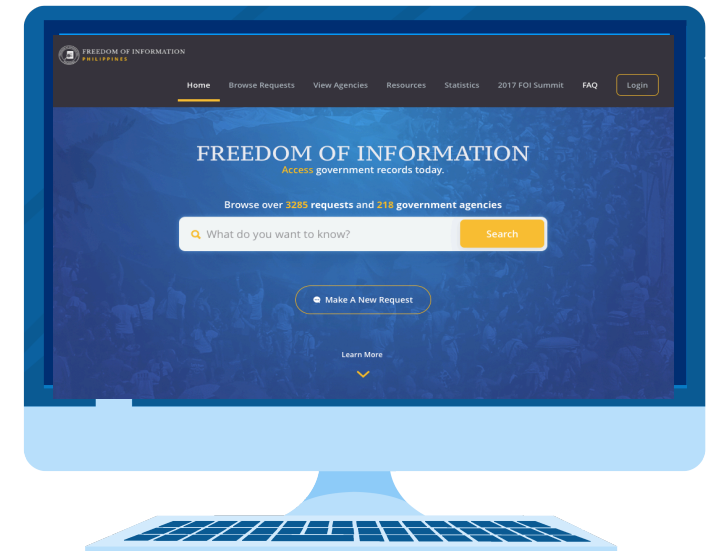 FREEDOM OF INFORMATION
PHILIPPINES
Home Browse Requests View Agencies Resources Statistics 2017 FOI Summit FAQ Login
FREEDOM OF INFORMATION
Access government records today.
Browse over 3285 requests and 218 government agencies
What do you want to know? Search
Make A New Request
Learn More